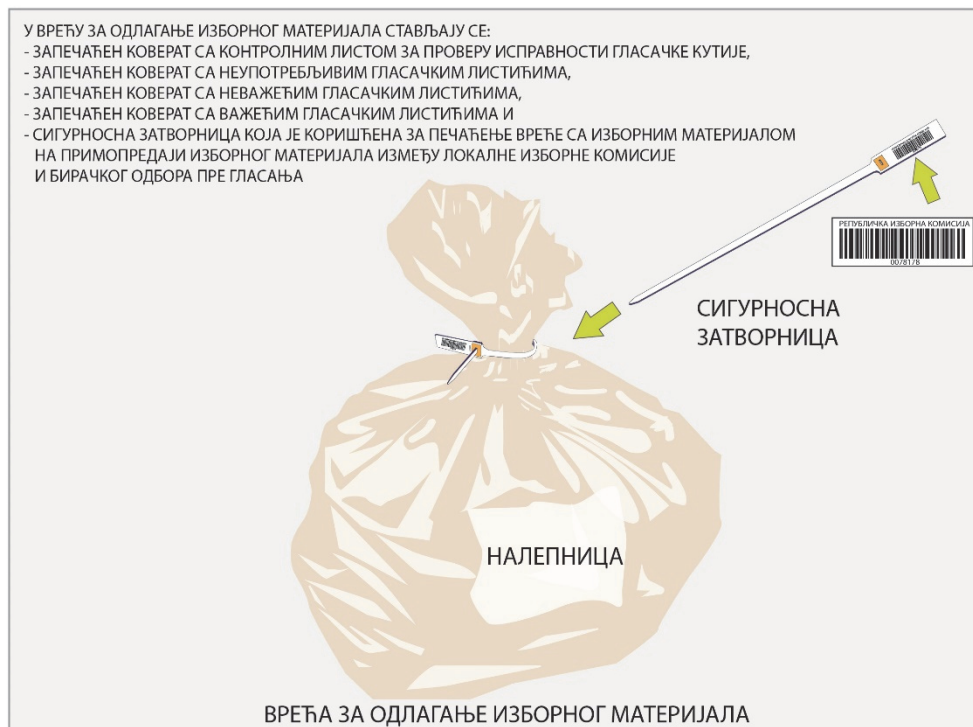 У ВРЕЋУ ЗА ОДЛАГАЊЕ ИЗБОРНОГ МАТЕРИЈАЛА СТАВЉАЈУ СЕ:
- ЗАПЕЧАЋЕН КОВЕРАТ СА КОНТРОЛНИМ ЛИСТОМ ЗА ПРОВЕРУ ИСПРАВНОСТИ ГЛАСАЧКЕ КУТИЈЕ,
- ЗАПЕЧАЋЕН КОВЕРАТ СА НЕУПОТРЕБЉИВИМ ГЛАСАЧКИМ ЛИСТИЋИМА,
- ЗАПЕЧАЋЕН КОВЕРАТ СА НЕВАЖЕЋИМ ГЛАСАЧКИМ ЛИСТИЋИМА,
- ЗАПЕЧАЋЕН КОВЕРАТ СА ВАЖЕЋИМ ГЛАСАЧКИМ ЛИСТИЋИМА И
- СИГУРНОСНА ЗАТВОРНИЦА КОЈА ЈЕ КОРИШЋЕНА ЗА ПЕЧАЋЕЊЕ ВРЕЋЕ СА ИЗБОРНИМ МАТЕРИЈАЛОМ
НА ПРИМОПРЕДАЈИ ИЗБОРНОГ МАТЕРИЈАЛА ИЗМЕЂУ ЛОКАЛНЕ ИЗБОРНЕ КОМИСИЈЕ
И БИРАЧКОГ ОДБОРА ПРЕ ГЛАСАЊА
РЕПУБЛИЧКА ИЗБОРНА КОМИСИЈА
0078178
СИГУРНОСНА
ЗАТВОРНИЦА
НАЛЕПНИЦА
ВРЕЋА ЗА ОДЛАГАЊЕ ИЗБОРНОГ МАТЕРИЈАЛА